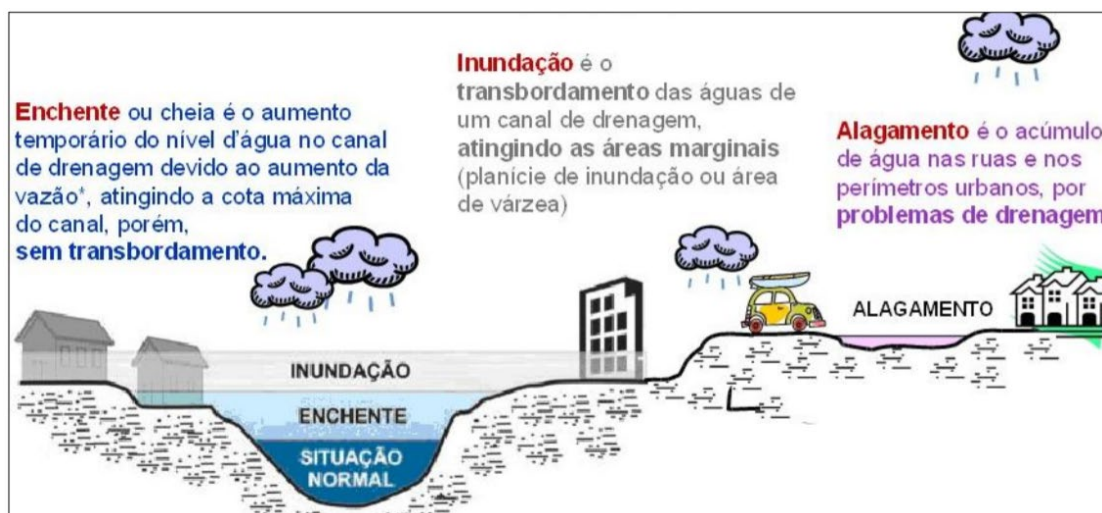 Enchente ou cheia é o aumento
temporário do nível d'água no canal
de drenagem devido ao aumento da
vazão*, atingindo a cota máxima
do canal, porém,
sem transbordamento.
Inundação é o
transbordamento das águas de
um canal de drenagem,
atingindo as áreas marginais
(planície de inundação ou área
de várzea)
Alagamento é o acúmulo
de água nas ruas e nos
perímetros urbanos, por
problemas de drenagem
ALAGAMENTO
INUNDAÇÃO
ENCHENTE
SITUAÇÃO
NORMAL